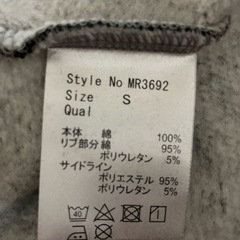 Style No MR3692
Size S
Qual
本体 綿 100%
リブ部分綿 95%
ポリウレタン 5%
サイドライン
ポリエステル 95%
ポリウレタン 5%
40